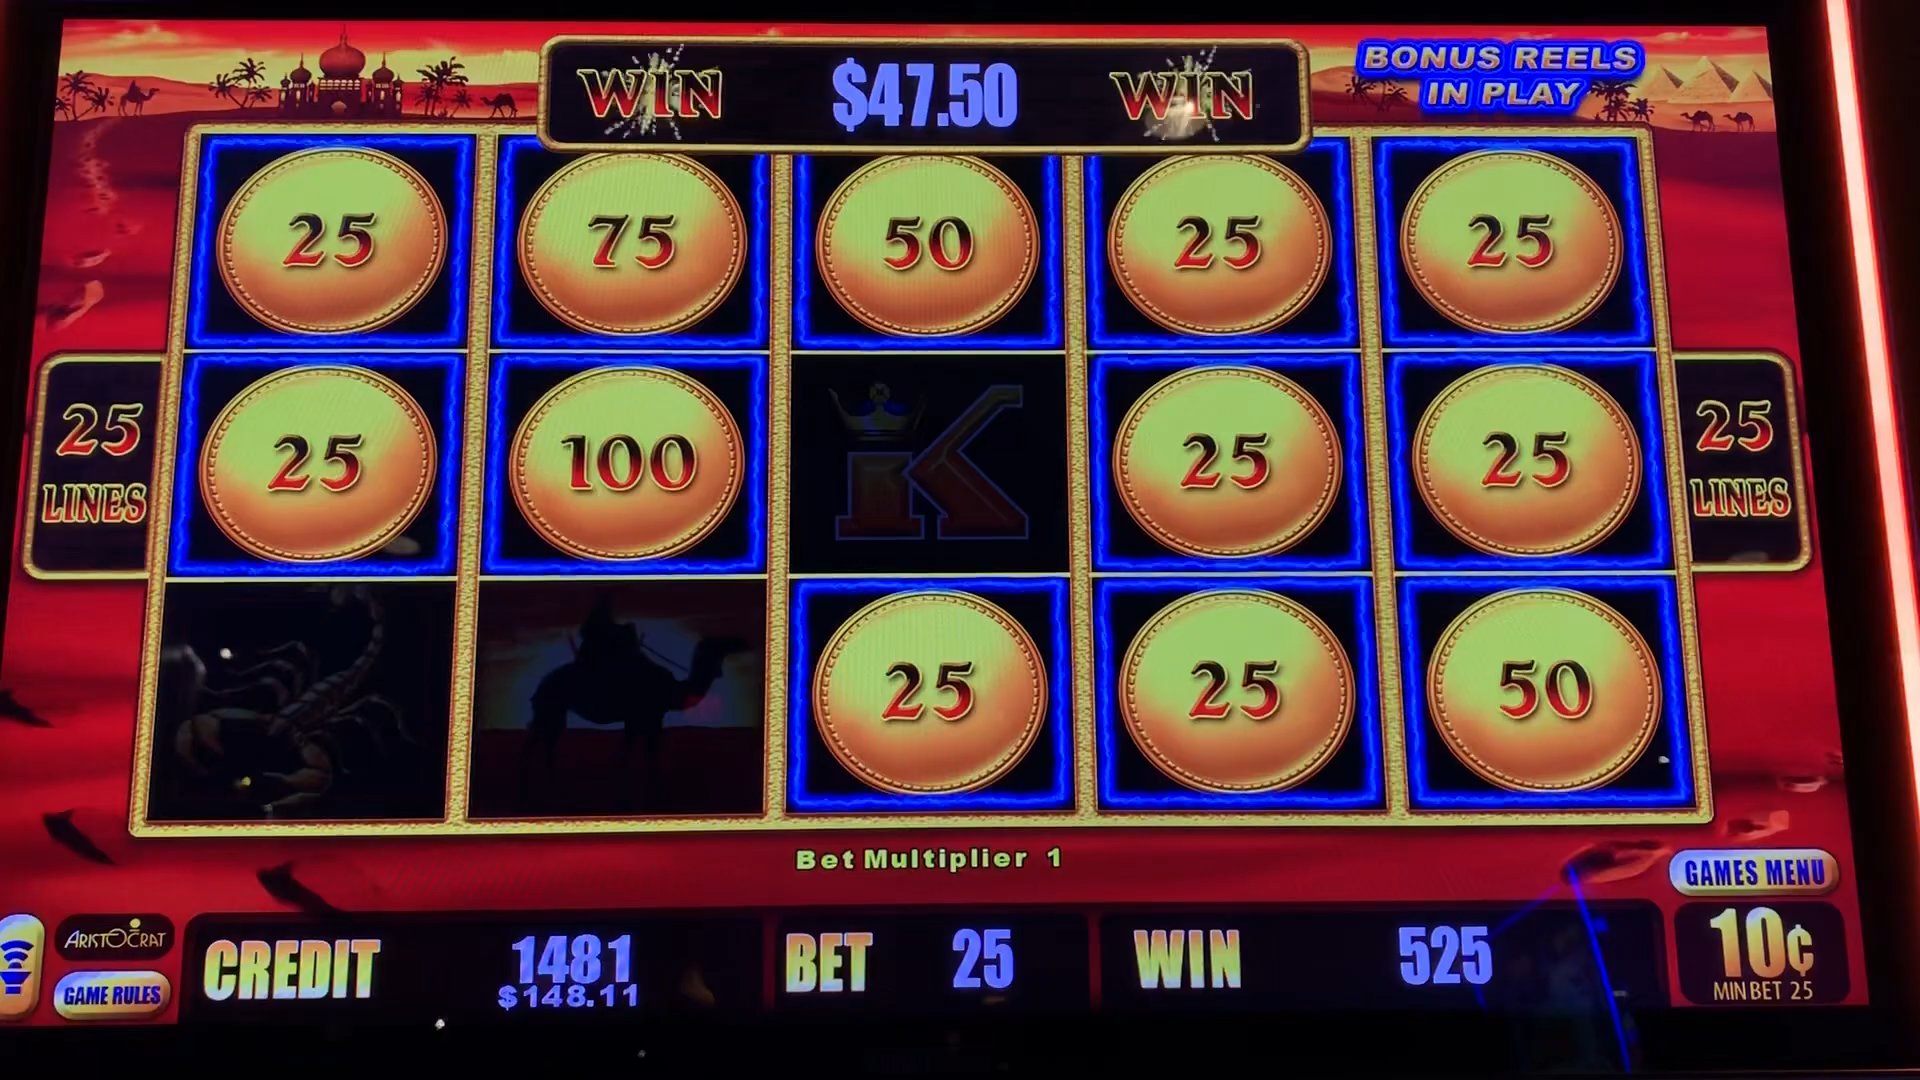 WIN $47.50 WIN
BONUS REELS
IN PLAY
25 75 50 25 25
25
LINES
25 100 K 25 25
25
LINES
25 25 50
Bet Multiplier 1
GAMES MENU
ARISTOCRAT
GAME RULES
CREDIT 1481
$148.11
BET 25
WIN 525
10¢
MIN BET 25